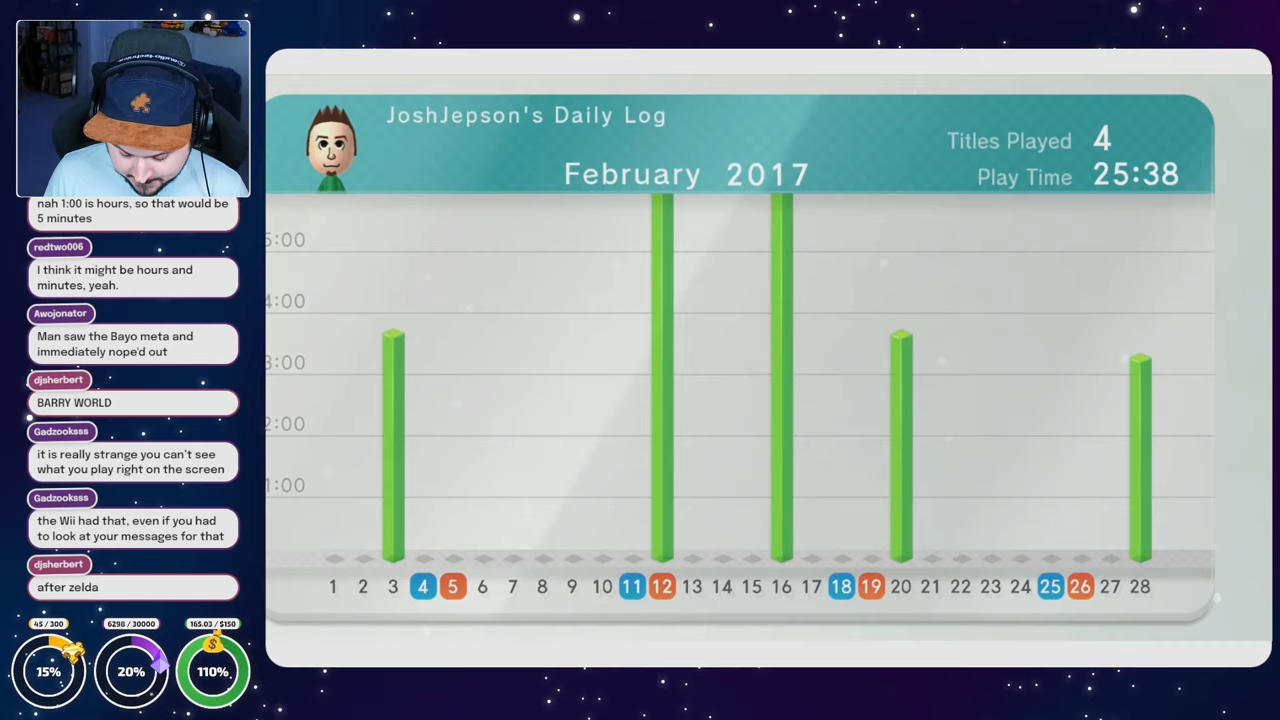 audio-technica
nah 1:00 is hours, so that would be
5 minutes
redtwo006
I think it might be hours and
minutes, yeah.
Awojonator
Man saw the Bayo meta and
immediately nope'd out
djsherbert
BARRY WORLD
Gadzooksss
it is really strange you can't see
what you play right on the screen
Gadzooksss
the Wii had that, even if you had
to look at your messages for that
djsherbert
after zelda
45 / 300
6298 / 30000
165.03 / $150
15%
20%
110%
JoshJepson's Daily Log
February 2017
Titles Played 4
Play Time 25:38
5:00
4:00
3:00
2:00
1:00
1 2 3 4 5 6 7 8 9 10 11 12 13 14 15 16 17 18 19 20 21 22 23 24 25 26 27 28